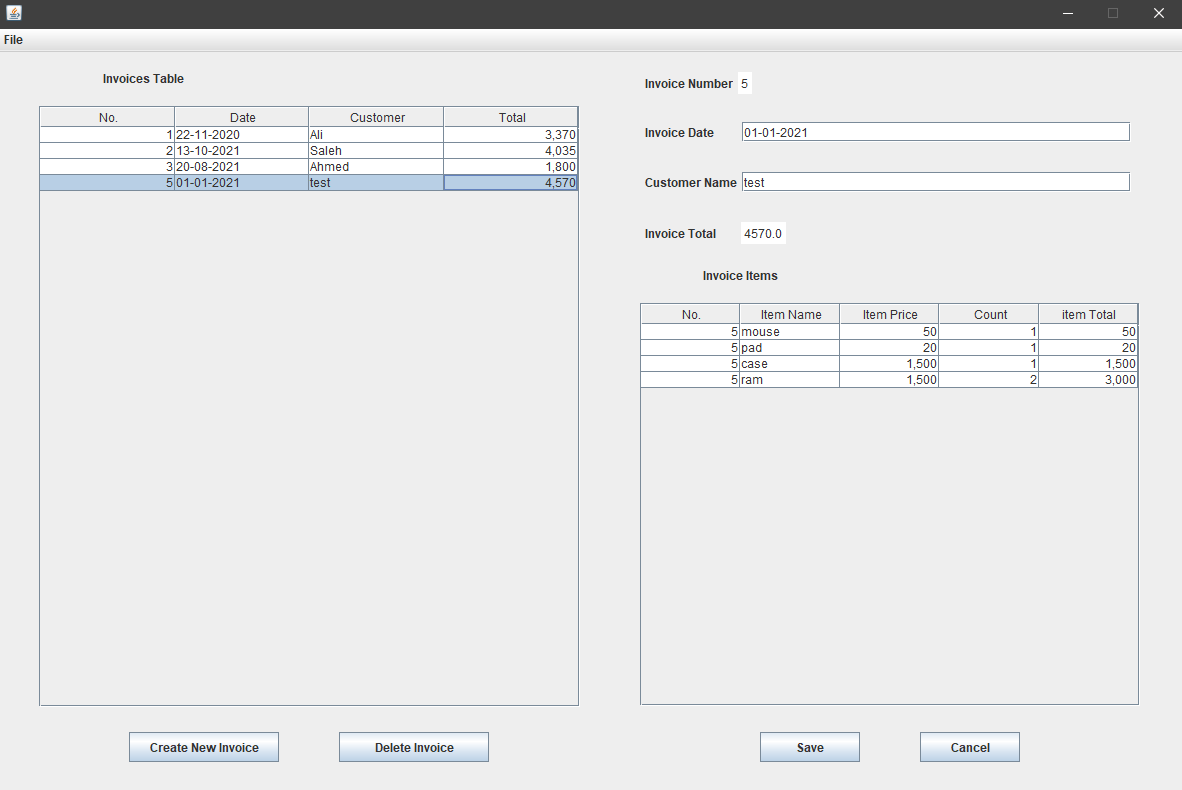 File
Invoices Table
No. Date Customer Total
1 22-11-2020 Ali 3,370
2 13-10-2021 Saleh 4,035
3 20-08-2021 Ahmed 1,800
5 01-01-2021 test 4,570
Create New Invoice Delete Invoice
Invoice Number 5
Invoice Date 01-01-2021
Customer Name test
Invoice Total 4570.0
Invoice Items
No. Item Name Item Price Count item Total
5 mouse 50 1 50
5 pad 20 1 20
5 case 1,500 1 1,500
5 ram 1,500 2 3,000
Save Cancel